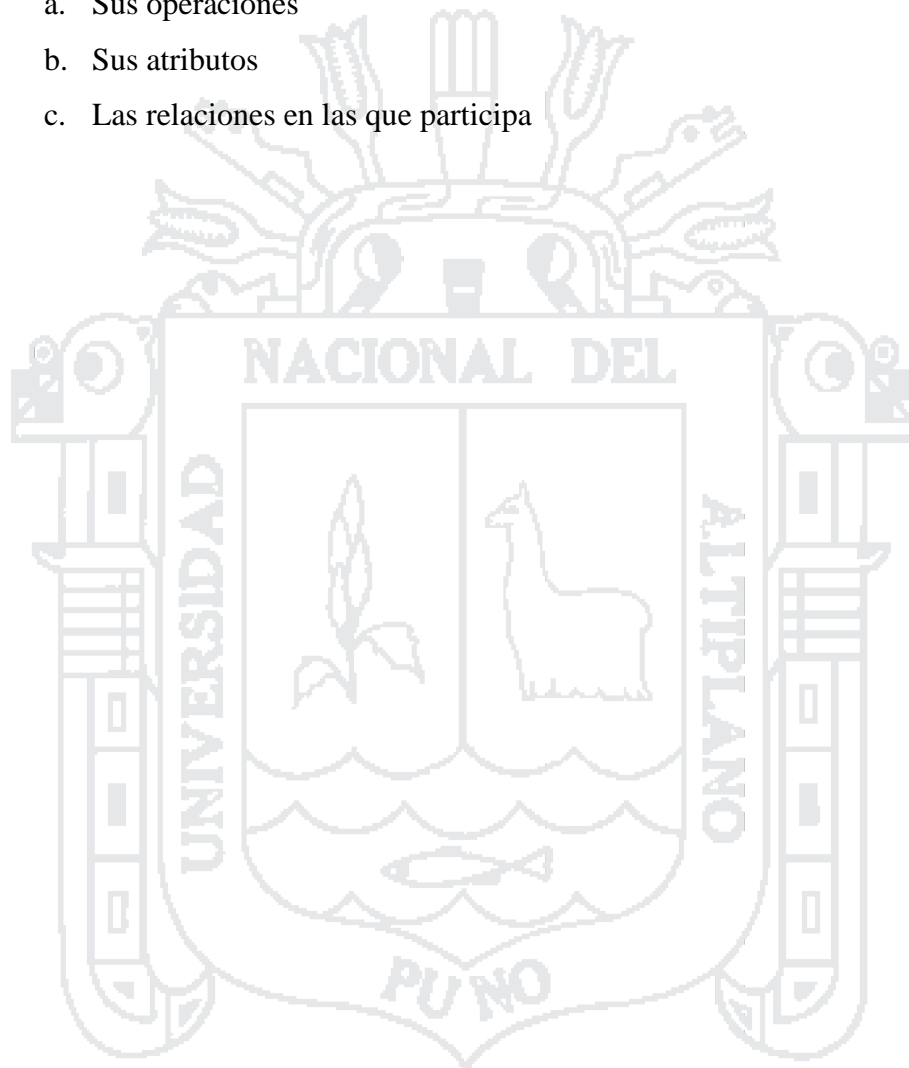 a. Sus operaciones
b. Sus atributos
c. Las relaciones en las que participa
NACIONAL DEL
UNIVERSIDAD
ALTIPLANO
PUNO